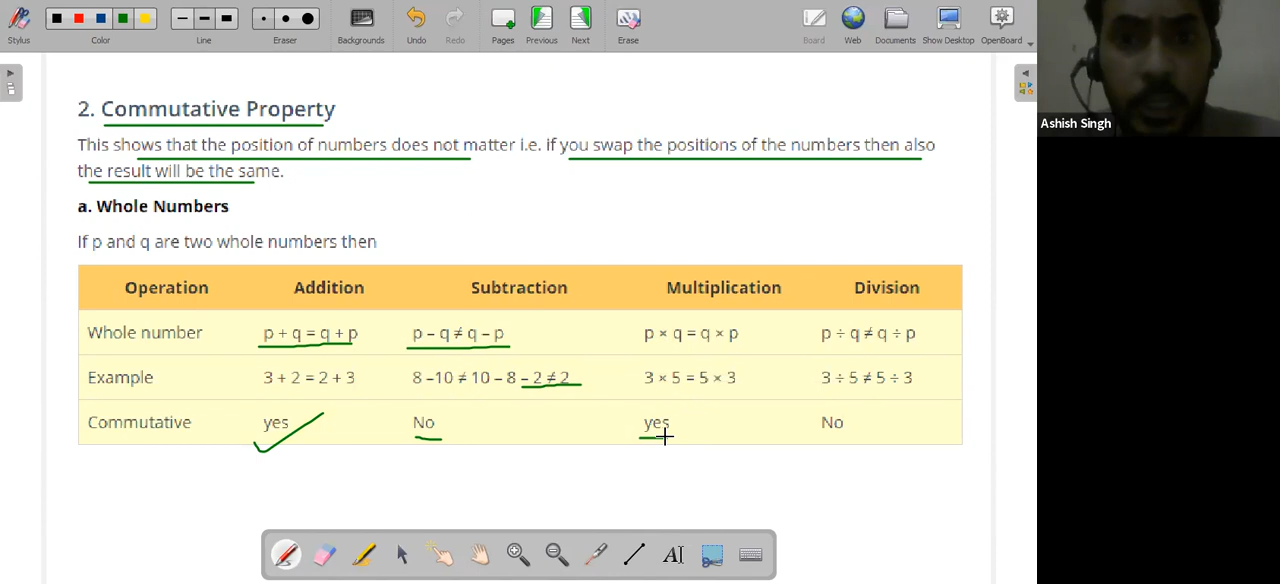 Stylus Color Line Eraser Backgrounds Undo Redo Pages Previous Next Erase Board Web Documents Show Desktop OpenBoard
Ashish Singh
2. Commutative Property
This shows that the position of numbers does not matter i.e. if you swap the positions of the numbers then also
the result will be the same.
a. Whole Numbers
If p and q are two whole numbers then
Operation Addition Subtraction Multiplication Division
Whole number p + q = q + p p – q ≠ q – p p × q = q × p p ÷ q ≠ q ÷ p
Example 3 + 2 = 2 + 3 8 –10 ≠ 10 – 8 – 2 ≠ 2 3 × 5 = 5 × 3 3 ÷ 5 ≠ 5 ÷ 3
Commutative yes No yes No